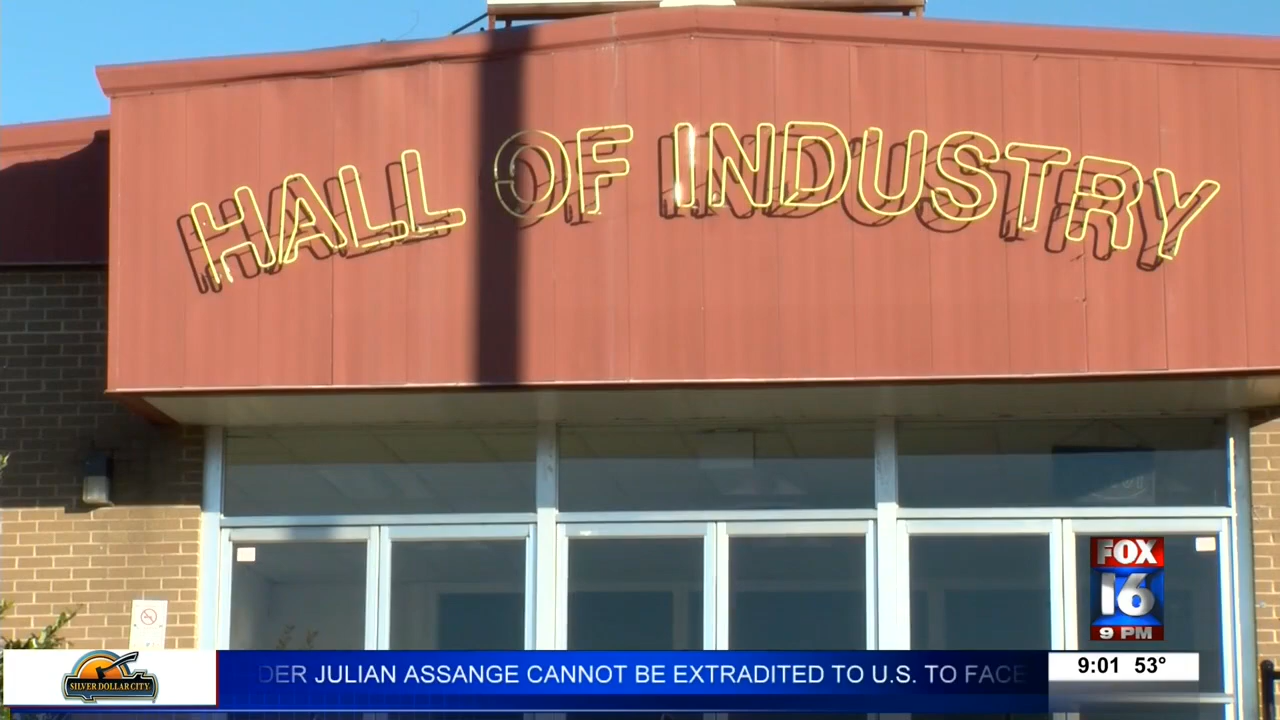 HALL OF INDUSTRY
FOX
16
9 PM
SILVER DOLLAR CITY
DER JULIAN ASSANGE CANNOT BE EXTRADITED TO U.S. TO FACE
9:01 53°